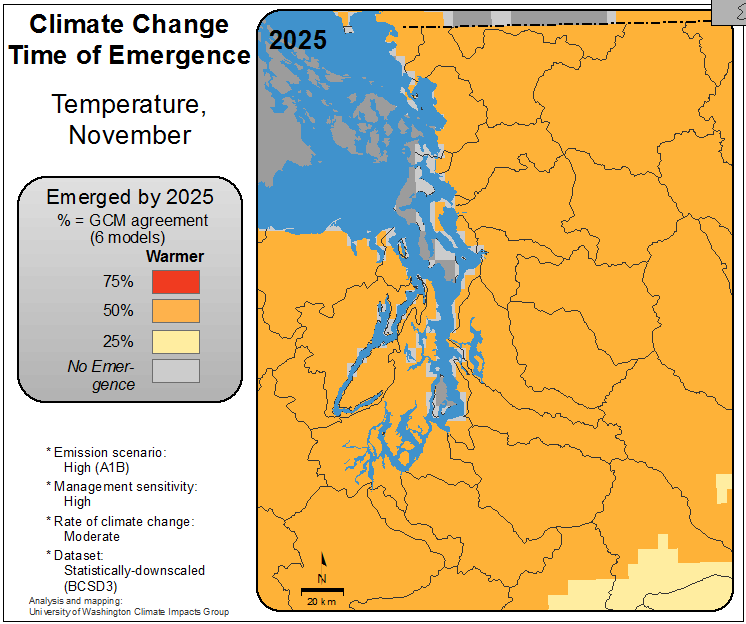 Climate Change
Time of Emergence
Temperature,
November
Emerged by 2025
% = GCM agreement
(6 models)
Warmer
75%
50%
25%
No Emer-
gence
* Emission scenario:
High (A1B)
* Management sensitivity:
High
* Rate of climate change:
Moderate
* Dataset:
Statistically-downscaled
(BCSD3)
Analysis and mapping:
University of Washington Climate Impacts Group
2025
N
20 km